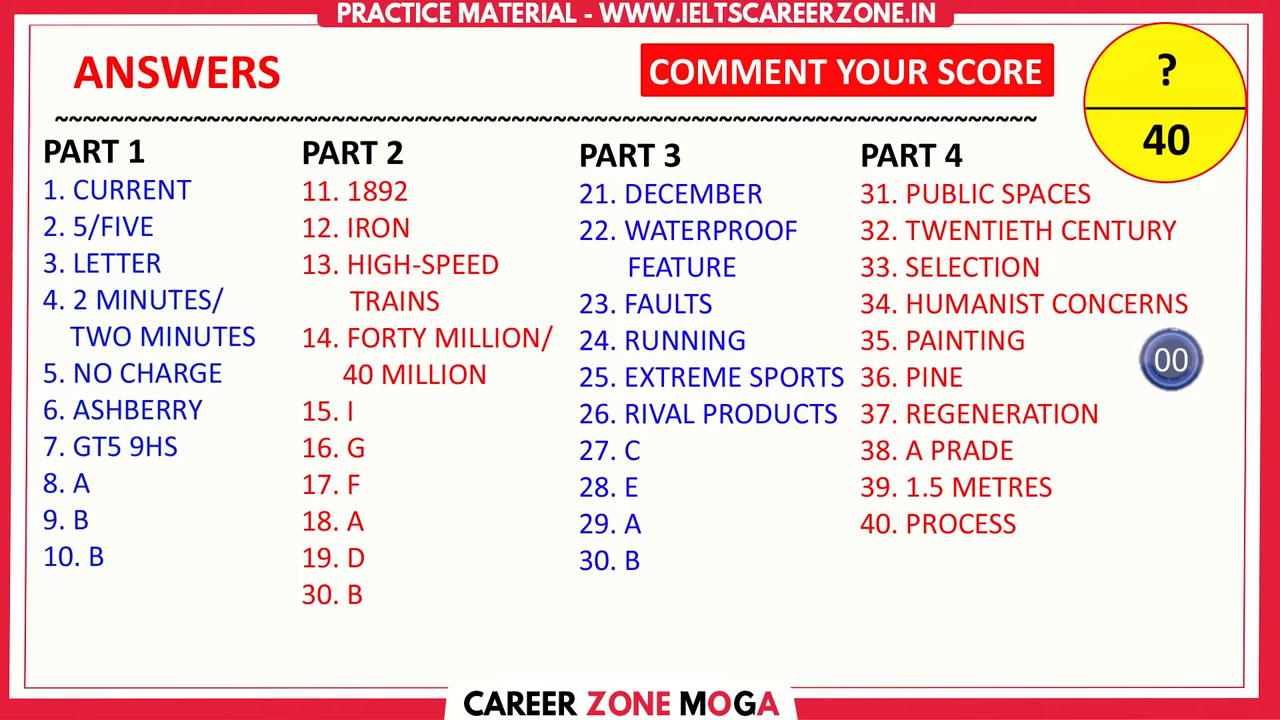 PRACTICE MATERIAL - WWW.IELTSCAREERZONE.IN
ANSWERS
COMMENT YOUR SCORE
?
40
~~~~~~~~~~~~~~~~~~~~~~~~~~~~~~~~~~~~~~~~~~~~~~~~~~~~~~~~~~~~~~~~~~~~~~~~
PART 1
1. CURRENT
2. 5/FIVE
3. LETTER
4. 2 MINUTES/
TWO MINUTES
5. NO CHARGE
6. ASHBERRY
7. GT5 9HS
8. A
9. B
10. B
PART 2
11. 1892
12. IRON
13. HIGH-SPEED
TRAINS
14. FORTY MILLION/
40 MILLION
15. I
16. G
17. F
18. A
19. D
30. B
PART 3
21. DECEMBER
22. WATERPROOF
FEATURE
23. FAULTS
24. RUNNING
25. EXTREME SPORTS
26. RIVAL PRODUCTS
27. C
28. E
29. A
30. B
PART 4
31. PUBLIC SPACES
32. TWENTIETH CENTURY
33. SELECTION
34. HUMANIST CONCERNS
35. PAINTING
36. PINE
37. REGENERATION
38. A PRADE
39. 1.5 METRES
40. PROCESS
00
CAREER ZONE MOGA